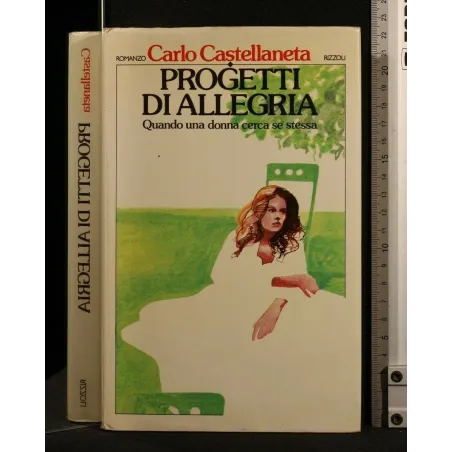 ROMANZO Carlo Castellaneta RIZZOLI
PROGETTI
DI ALLEGRIA
Quando una donna cerca se stessa
Castellaneta PROGETTI DI ALLEGRIA RIZZOLI